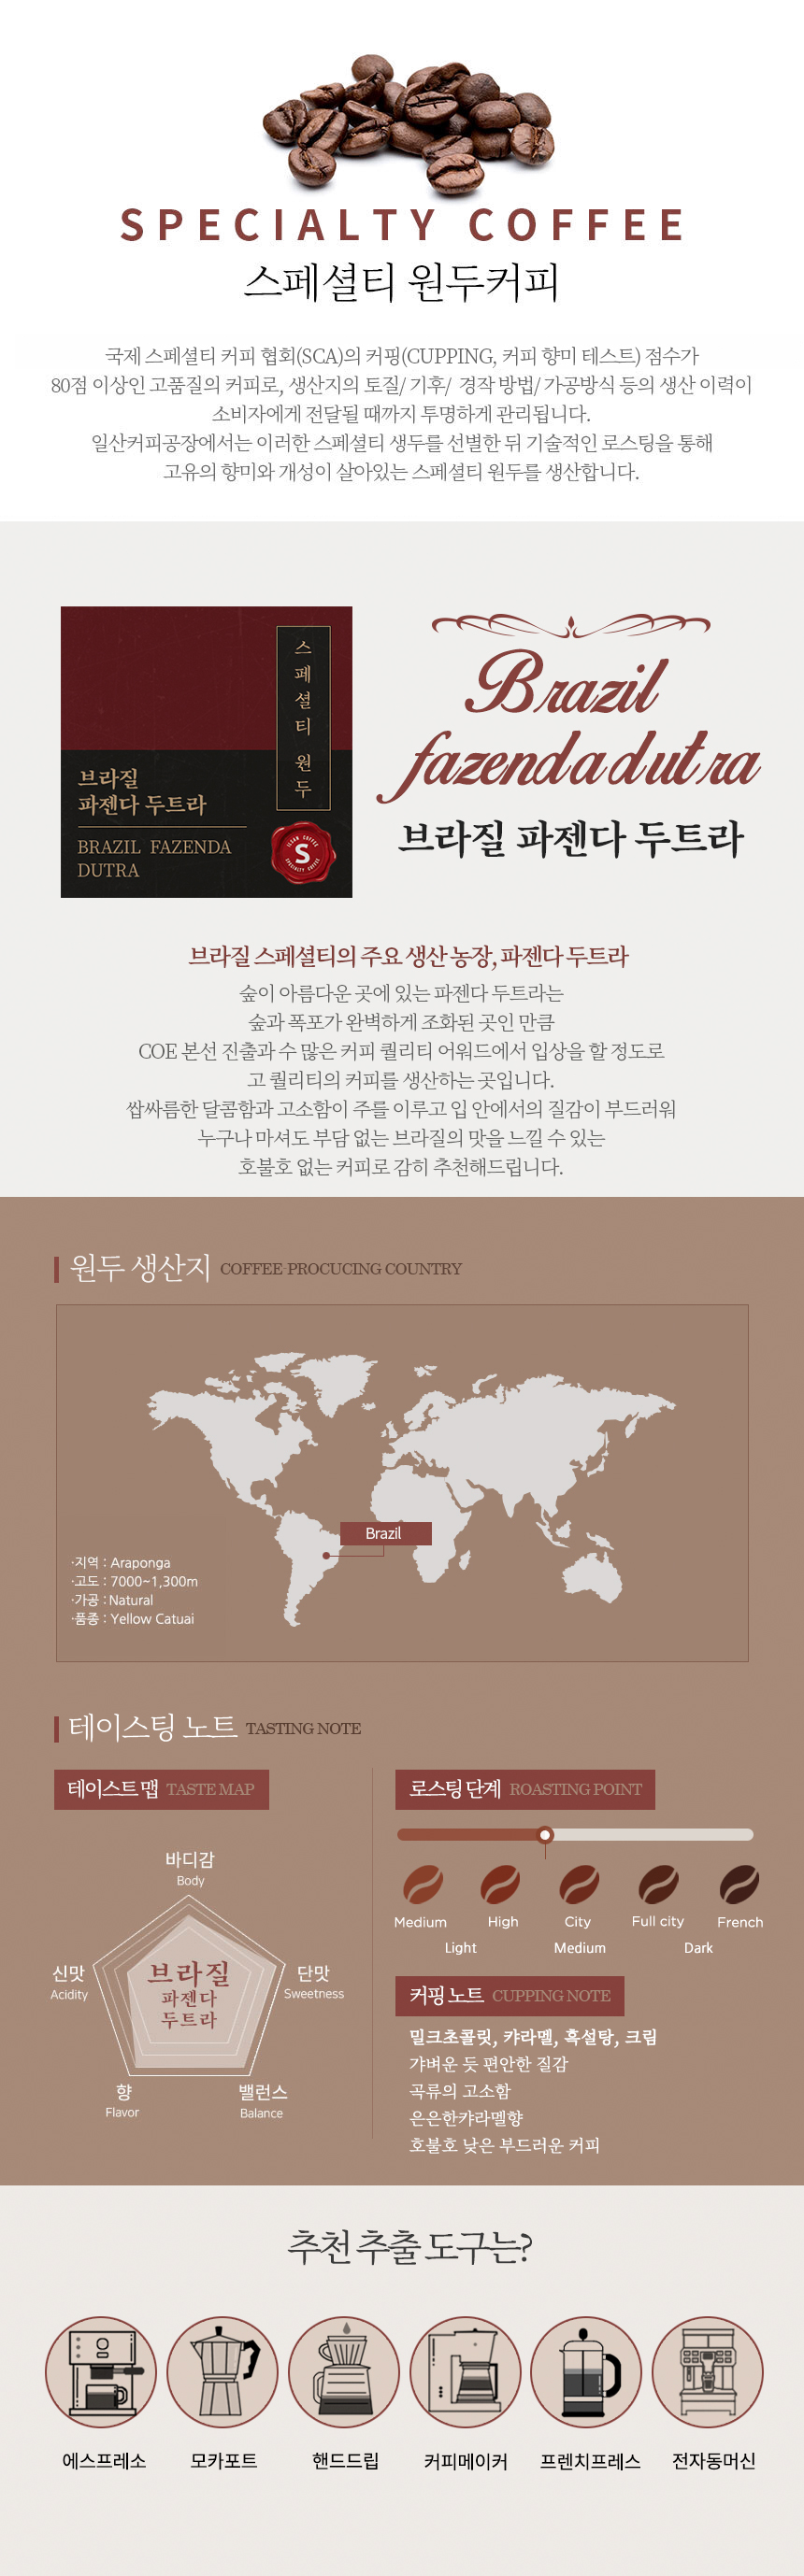 SPECIALTY COFFEE
스페셜티 원두커피
국제 스페셜티 커피 협회(SCA)의 커핑(CUPPING, 커피 향미 테스트) 점수가
80점 이상인 고품질의 커피로, 생산지의 토질/ 기후/ 경작 방법/ 가공방식 등의 생산 이력이
소비자에게 전달될 때까지 투명하게 관리됩니다.
일산커피공장에서는 이러한 스페셜티 생두를 선별한 뒤 기술적인 로스팅을 통해
고유의 향미와 개성이 살아있는 스페셜티 원두를 생산합니다.
스페셜티 원두
브라질
파젠다 두트라
BRAZIL FAZENDA
DUTRA
ILSAN COFFEE
S
SPECIALTY COFFEE
Brazil
fazenda dutra
브라질 파젠다 두트라
브라질 스페셜티의 주요 생산 농장, 파젠다 두트라
숲이 아름다운 곳에 있는 파젠다 두트라는
숲과 폭포가 완벽하게 조화된 곳인 만큼
COE 본선 진출과 수 많은 커피 퀄리티 어워드에서 입상을 할 정도로
고 퀄리티의 커피를 생산하는 곳입니다.
쌉싸름한 달콤함과 고소함이 주를 이루고 입 안에서의 질감이 부드러워
누구나 마셔도 부담 없는 브라질의 맛을 느낄 수 있는
호불호 없는 커피로 감히 추천해드립니다.
원두 생산지 COFFEE-PROCUCING COUNTRY
Brazil
·지역 : Araponga
·고도 : 7000~1,300m
·가공 : Natural
·품종 : Yellow Catuai
테이스팅 노트 TASTING NOTE
테이스트 맵 TASTE MAP
바디감
Body
신맛
Acidity
단맛
Sweetness
브라질
파젠다
두트라
향
Flavor
밸런스
Balance
로스팅 단계 ROASTING POINT
Medium High City Full city French
Light Medium Dark
커핑 노트 CUPPING NOTE
밀크초콜릿, 캬라멜, 흑설탕, 크림
갸벼운 듯 편안한 질감
곡류의 고소함
은은한캬라멜향
호불호 낮은 부드러운 커피
추천 추출 도구는?
에스프레소 모카포트 핸드드립 커피메이커 프렌치프레스 전자동머신